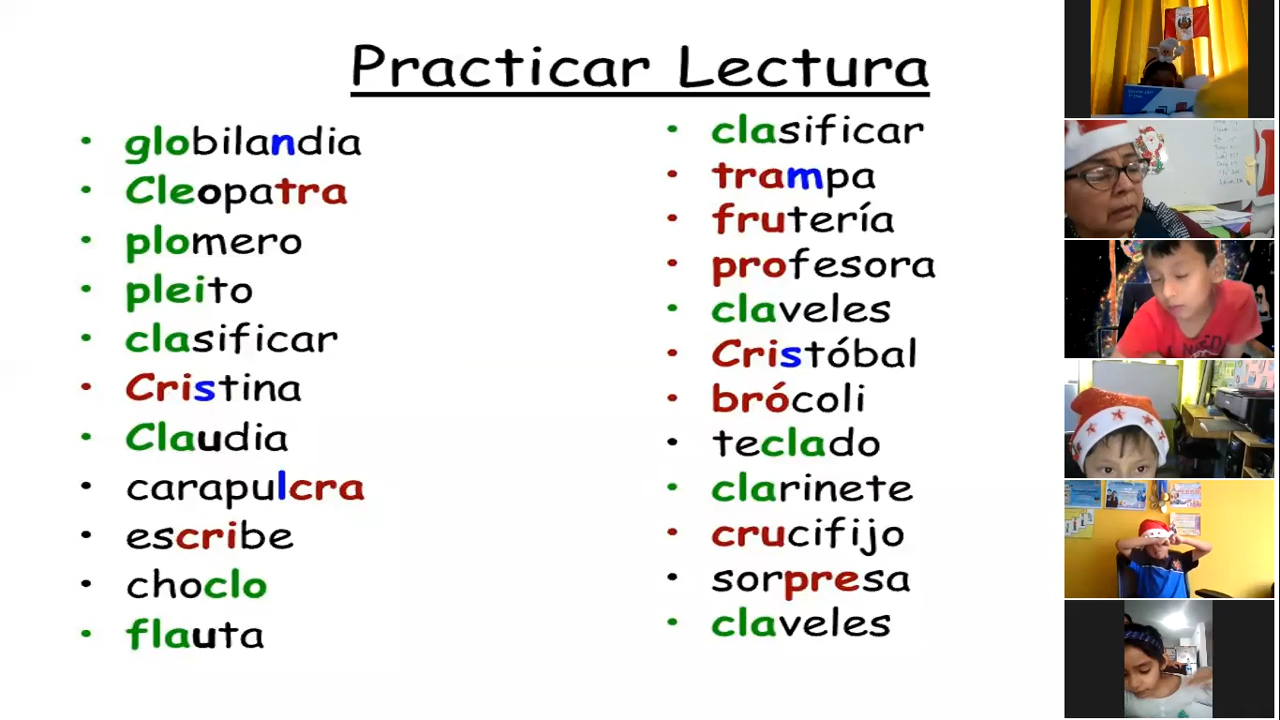 Practicar Lectura
• globilandia
• Cleopatra
• plomero
• pleito
• clasificar
• Cristina
• Claudia
• carapulcra
• escribe
• choclo
• flauta
• clasificar
• trampa
• frutería
• profesora
• claveles
• Cristóbal
• brócoli
• teclado
• clarinete
• crucifijo
• sorpresa
• claveles